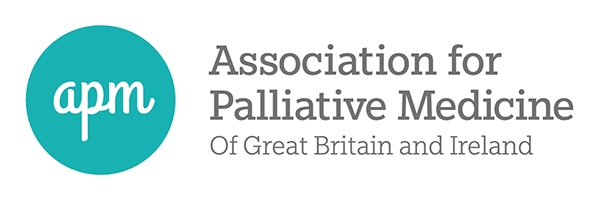 apm
Association for
Palliative Medicine
Of Great Britain and Ireland